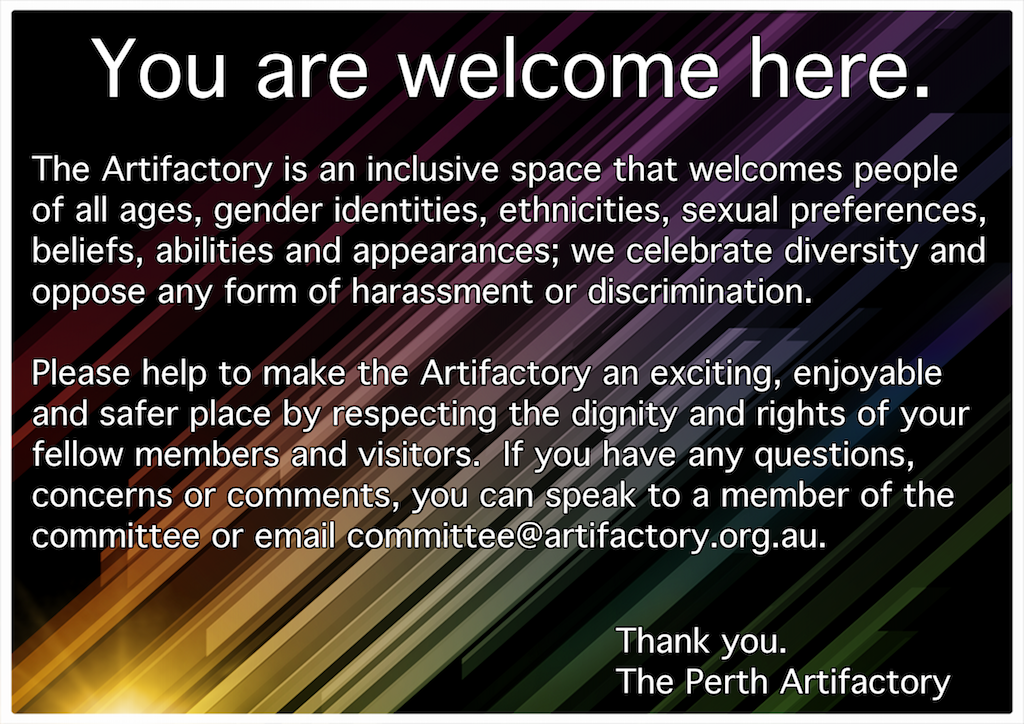 You are welcome here.
The Artifactory is an inclusive space that welcomes people
of all ages, gender identities, ethnicities, sexual preferences,
beliefs, abilities and appearances; we celebrate diversity and
oppose any form of harassment or discrimination.
Please help to make the Artifactory an exciting, enjoyable
and safer place by respecting the dignity and rights of your
fellow members and visitors.  If you have any questions,
concerns or comments, you can speak to a member of the
committee or email committee@artifactory.org.au.
Thank you.
The Perth Artifactory